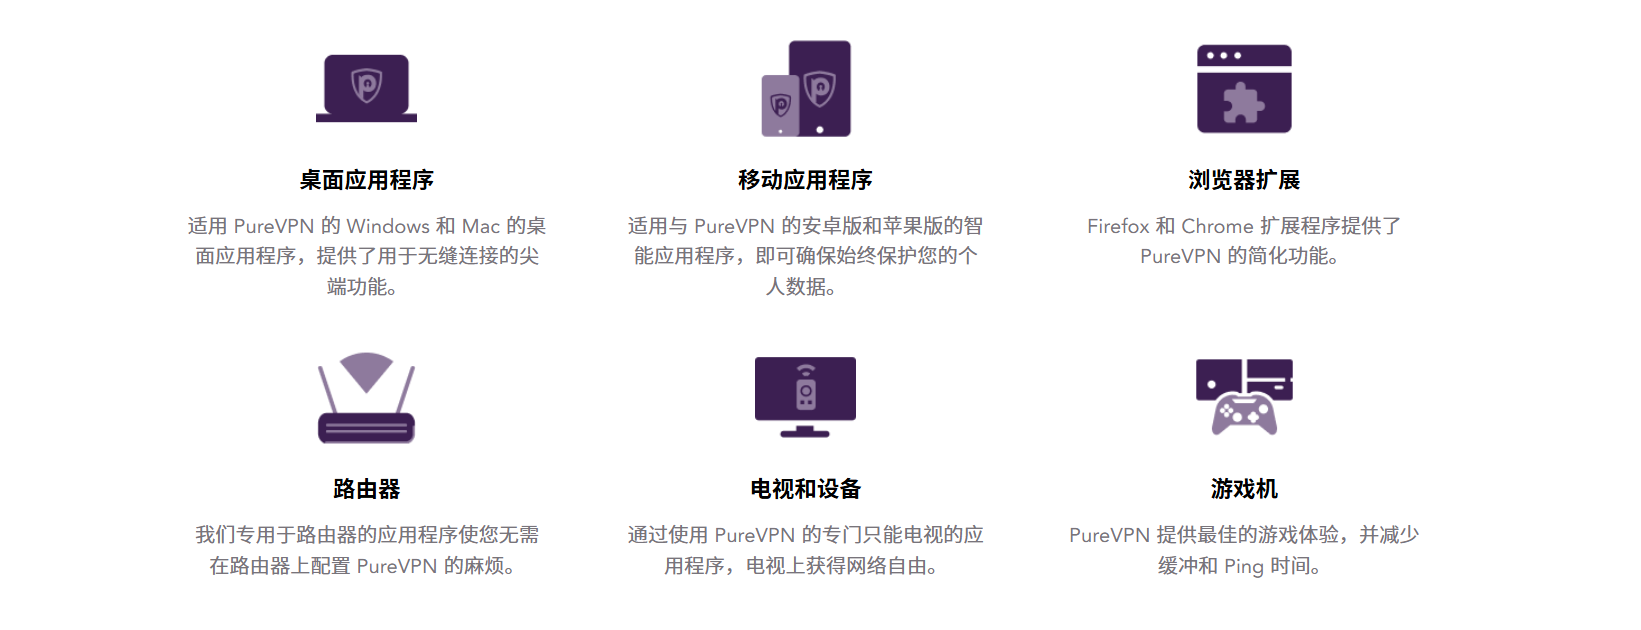 桌面应用程序
适用 PureVPN 的 Windows 和 Mac 的桌
面应用程序，提供了用于无缝连接的尖
端功能。
移动应用程序
适用与 PureVPN 的安卓版和苹果版的智
能应用程序，即可确保始终保护您的个
人数据。
浏览器扩展
Firefox 和 Chrome 扩展程序提供了
PureVPN 的简化功能。
路由器
我们专用于路由器的应用程序使您无需
在路由器上配置 PureVPN 的麻烦。
电视和设备
通过使用 PureVPN 的专门只能电视的应
用程序，电视上获得网络自由。
游戏机
PureVPN 提供最佳的游戏体验，并减少
缓冲和 Ping 时间。